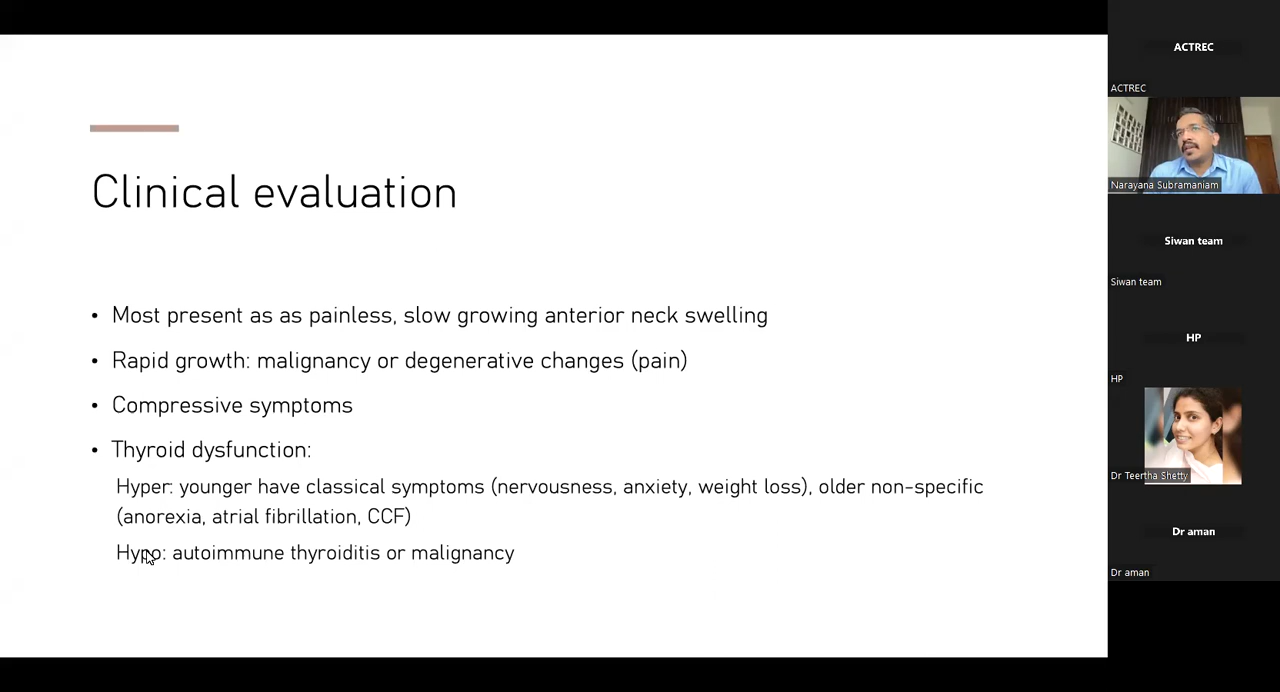 Clinical evaluation
• Most present as as painless, slow growing anterior neck swelling
• Rapid growth: malignancy or degenerative changes (pain)
• Compressive symptoms
• Thyroid dysfunction:
Hyper: younger have classical symptoms (nervousness, anxiety, weight loss), older non-specific
(anorexia, atrial fibrillation, CCF)
Hypo: autoimmune thyroiditis or malignancy
ACTREC
ACTREC
Narayana Subramaniam
Siwan team
Siwan team
HP
HP
Dr Teertha Shetty
Dr aman
Dr aman